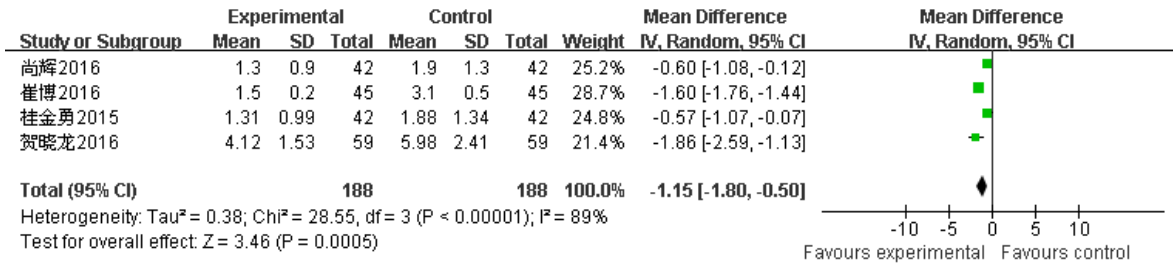 Experimental Control Mean Difference Mean Difference
Study or Subgroup Mean SD Total Mean SD Total Weight IV, Random, 95% CI IV, Random, 95% CI
尚辉2016 1.3 0.9 42 1.9 1.3 42 25.2% -0.60 [-1.08, -0.12]
崔博2016 1.5 0.2 45 3.1 0.5 45 28.7% -1.60 [-1.76, -1.44]
桂金勇2015 1.31 0.99 42 1.88 1.34 42 24.8% -0.57 [-1.07, -0.07]
贺晓龙2016 4.12 1.53 59 5.98 2.41 59 21.4% -1.86 [-2.59, -1.13]
Total (95% CI) 188 188 100.0% -1.15 [-1.80, -0.50]
Heterogeneity: Tau² = 0.38; Chi² = 28.55, df = 3 (P < 0.00001); I² = 89%
Test for overall effect: Z = 3.46 (P = 0.0005)
-10 -5 0 5 10
Favours experimental Favours control